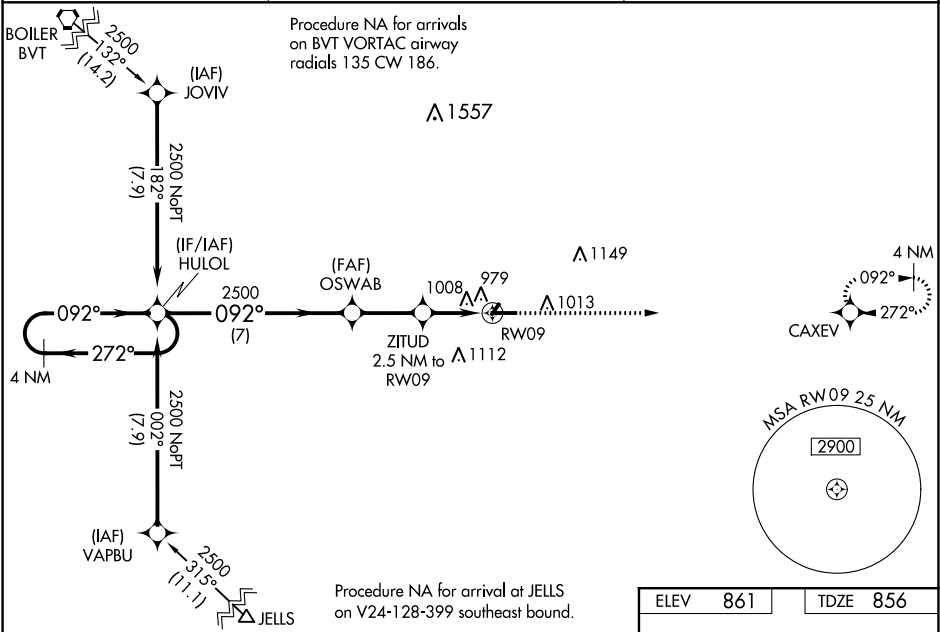 Procedure NA for arrivals
on BVT VORTAC airway
radials 135 CW 186.
BOILER
BVT
2500
132°
(14.2)
(IAF)
JOVIV
1557
2500 NoPT
182°
(7.9)
(IF/IAF)
HULOL
(FAF)
OSWAB
1008
979
1149
4 NM
092°
2500
092°
(7)
1013
092°
272°
CAXEV
272°
4 NM
ZITUD
2.5 NM to
RW09
1112
RW09
2500 NoPT
002°
(7.9)
MSA RW09 25 NM
2900
(IAF)
VAPBU
2500
315°
(11.1)
JELLS
Procedure NA for arrival at JELLS
on V24-128-399 southeast bound.
ELEV 861
TDZE 856